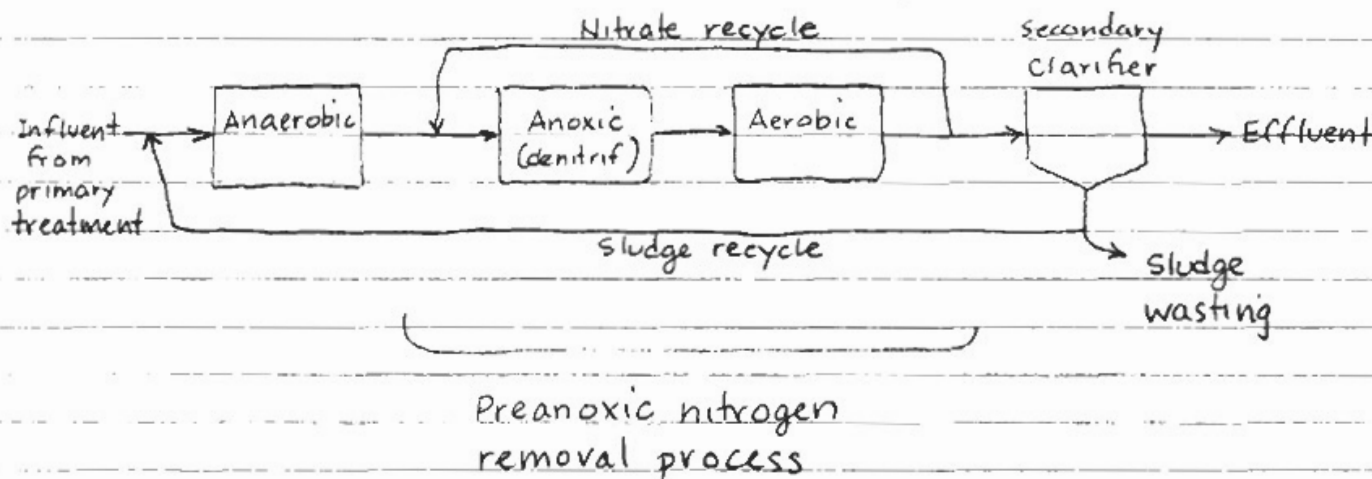 Nitrate recycle
secondary
clarifier
Influent
from
primary
treatment
Anaerobic
Anoxic
(denitrif)
Aerobic
Effluent
Sludge recycle
Sludge
wasting
Preanoxic nitrogen
removal process